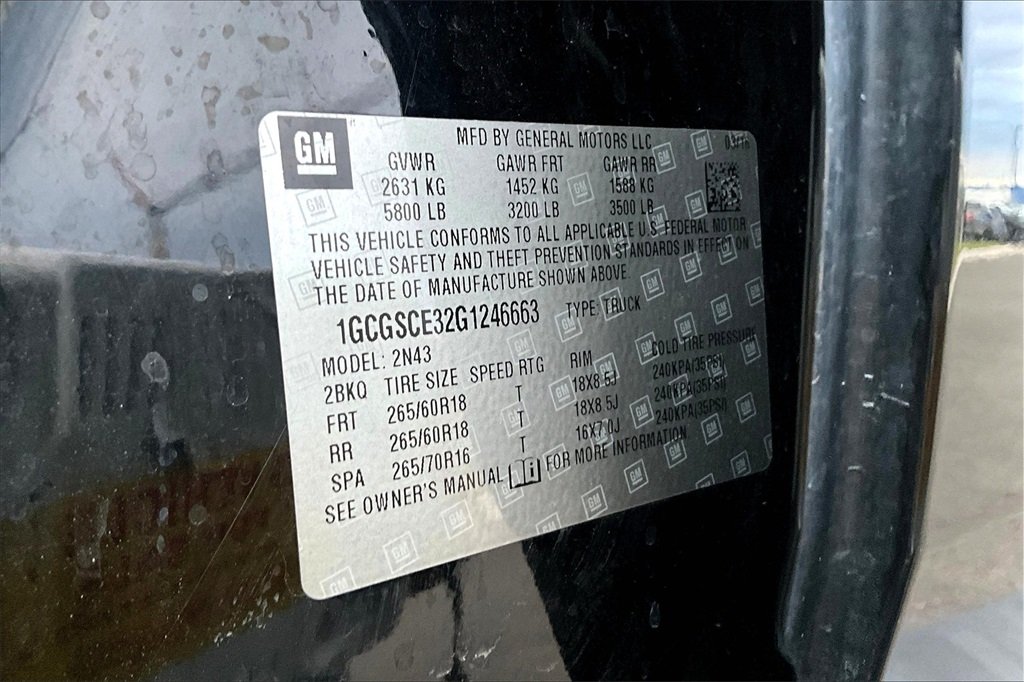 GM
MFD BY GENERAL MOTORS LLC 03/16
GVWR GAWR FRT GAWR RR
2631 KG 1452 KG 1588 KG
5800 LB 3200 LB 3500 LB
THIS VEHICLE CONFORMS TO ALL APPLICABLE U.S. FEDERAL MOTOR
VEHICLE SAFETY AND THEFT PREVENTION STANDARDS IN EFFECT ON
THE DATE OF MANUFACTURE SHOWN ABOVE.
1GCGSCE32G1246663 TYPE: TRUCK
MODEL: 2N43
2BKQ TIRE SIZE SPEED RTG RIM COLD TIRE PRESSURE
FRT 265/60R18 T 18X8.5J 240KPA(35PSI)
RR 265/60R18 T 18X8.5J 240KPA(35PSI)
SPA 265/70R16 T 16X7.0J 240KPA(35PSI)
SEE OWNER'S MANUAL FOR MORE INFORMATION